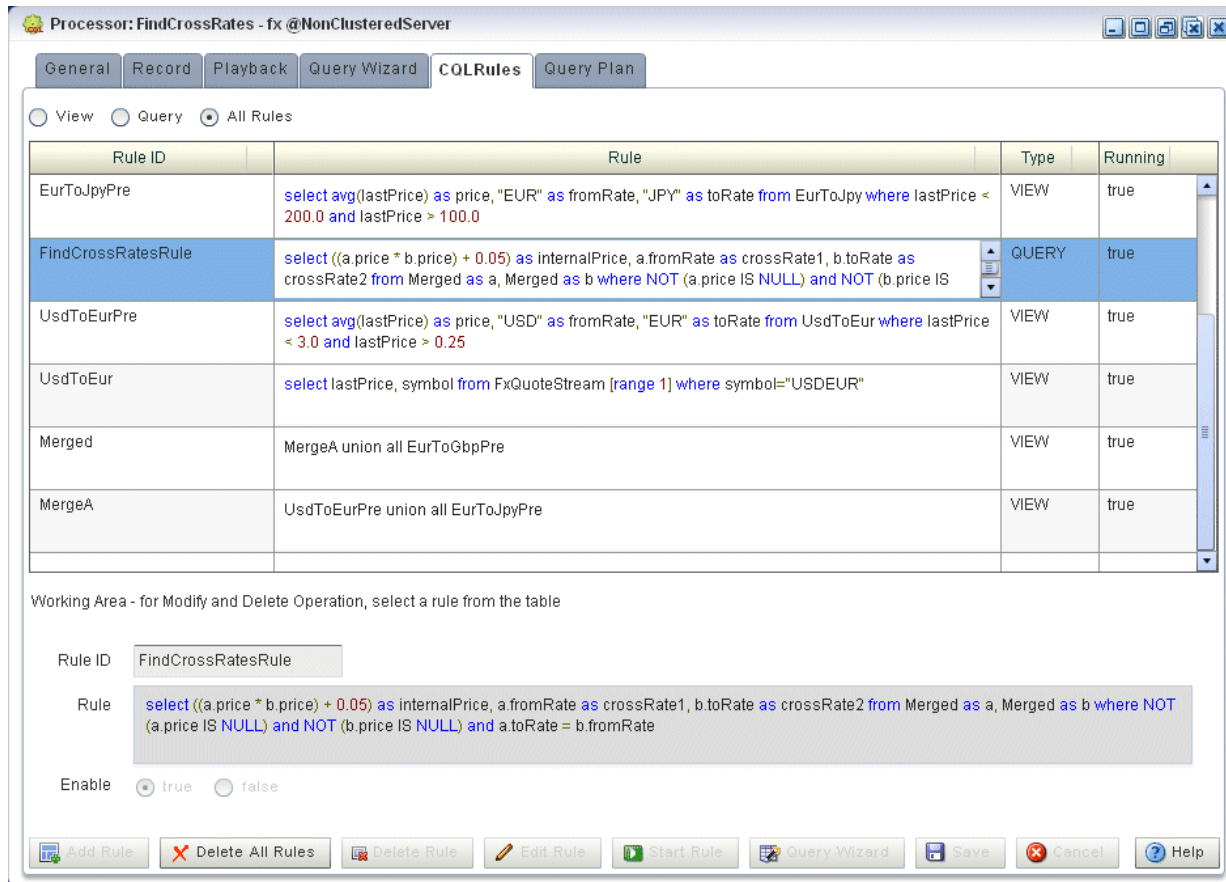 Processor: FindCrossRates - fx @NonClusteredServer
General Record Playback Query Wizard CQLRules Query Plan
View Query All Rules
Rule ID Rule Type Running
EurToJpyPre select avg(lastPrice) as price, "EUR" as fromRate, "JPY" as toRate from EurToJpy where lastPrice < VIEW true
200.0 and lastPrice > 100.0
FindCrossRatesRule select ((a.price * b.price) + 0.05) as internalPrice, a.fromRate as crossRate1, b.toRate as QUERY true
crossRate2 from Merged as a, Merged as b where NOT (a.price IS NULL) and NOT (b.price IS
UsdToEurPre select avg(lastPrice) as price, "USD" as fromRate, "EUR" as toRate from UsdToEur where lastPrice VIEW true
< 3.0 and lastPrice > 0.25
UsdToEur select lastPrice, symbol from FxQuoteStream [range 1] where symbol="USDEUR" VIEW true
Merged MergeA union all EurToGbpPre VIEW true
MergeA UsdToEurPre union all EurToJpyPre VIEW true
Working Area - for Modify and Delete Operation, select a rule from the table
Rule ID FindCrossRatesRule
Rule select ((a.price * b.price) + 0.05) as internalPrice, a.fromRate as crossRate1, b.toRate as crossRate2 from Merged as a, Merged as b where NOT
(a.price IS NULL) and NOT (b.price IS NULL) and a.toRate = b.fromRate
Enable true false
Add Rule Delete All Rules Delete Rule Edit Rule Start Rule Query Wizard Save Cancel Help